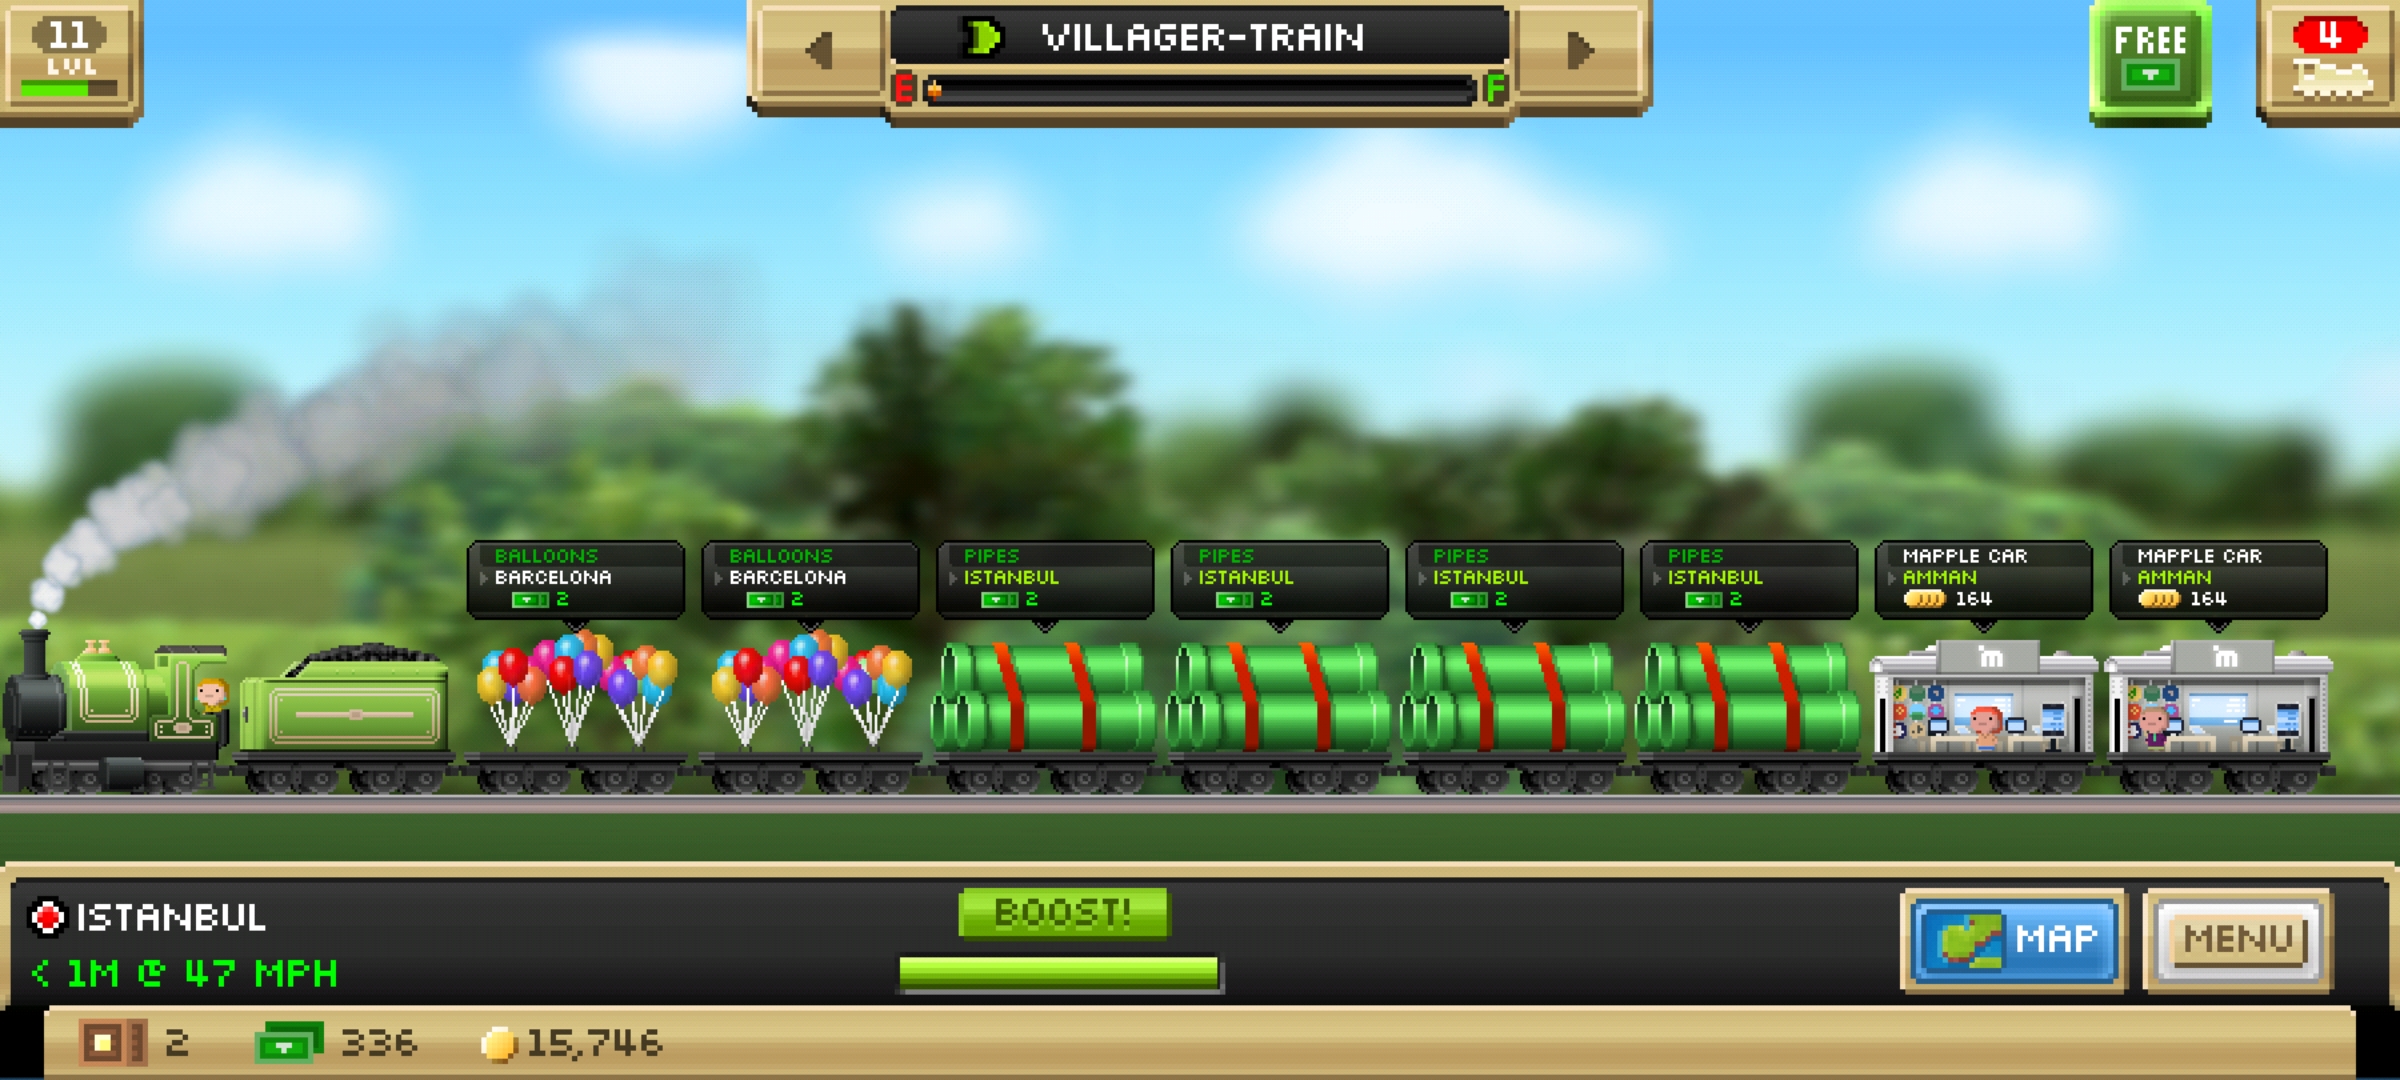 11
LVL
VILLAGER-TRAIN
E F
FREE
4
BALLOONS
BARCELONA
2
BALLOONS
BARCELONA
2
PIPES
ISTANBUL
2
PIPES
ISTANBUL
2
PIPES
ISTANBUL
2
PIPES
ISTANBUL
2
MAPPLE CAR
AMMAN
164
MAPPLE CAR
AMMAN
164
m
m
ISTANBUL
< 1M @ 47 MPH
BOOST!
MAP
MENU
2
336
15,746